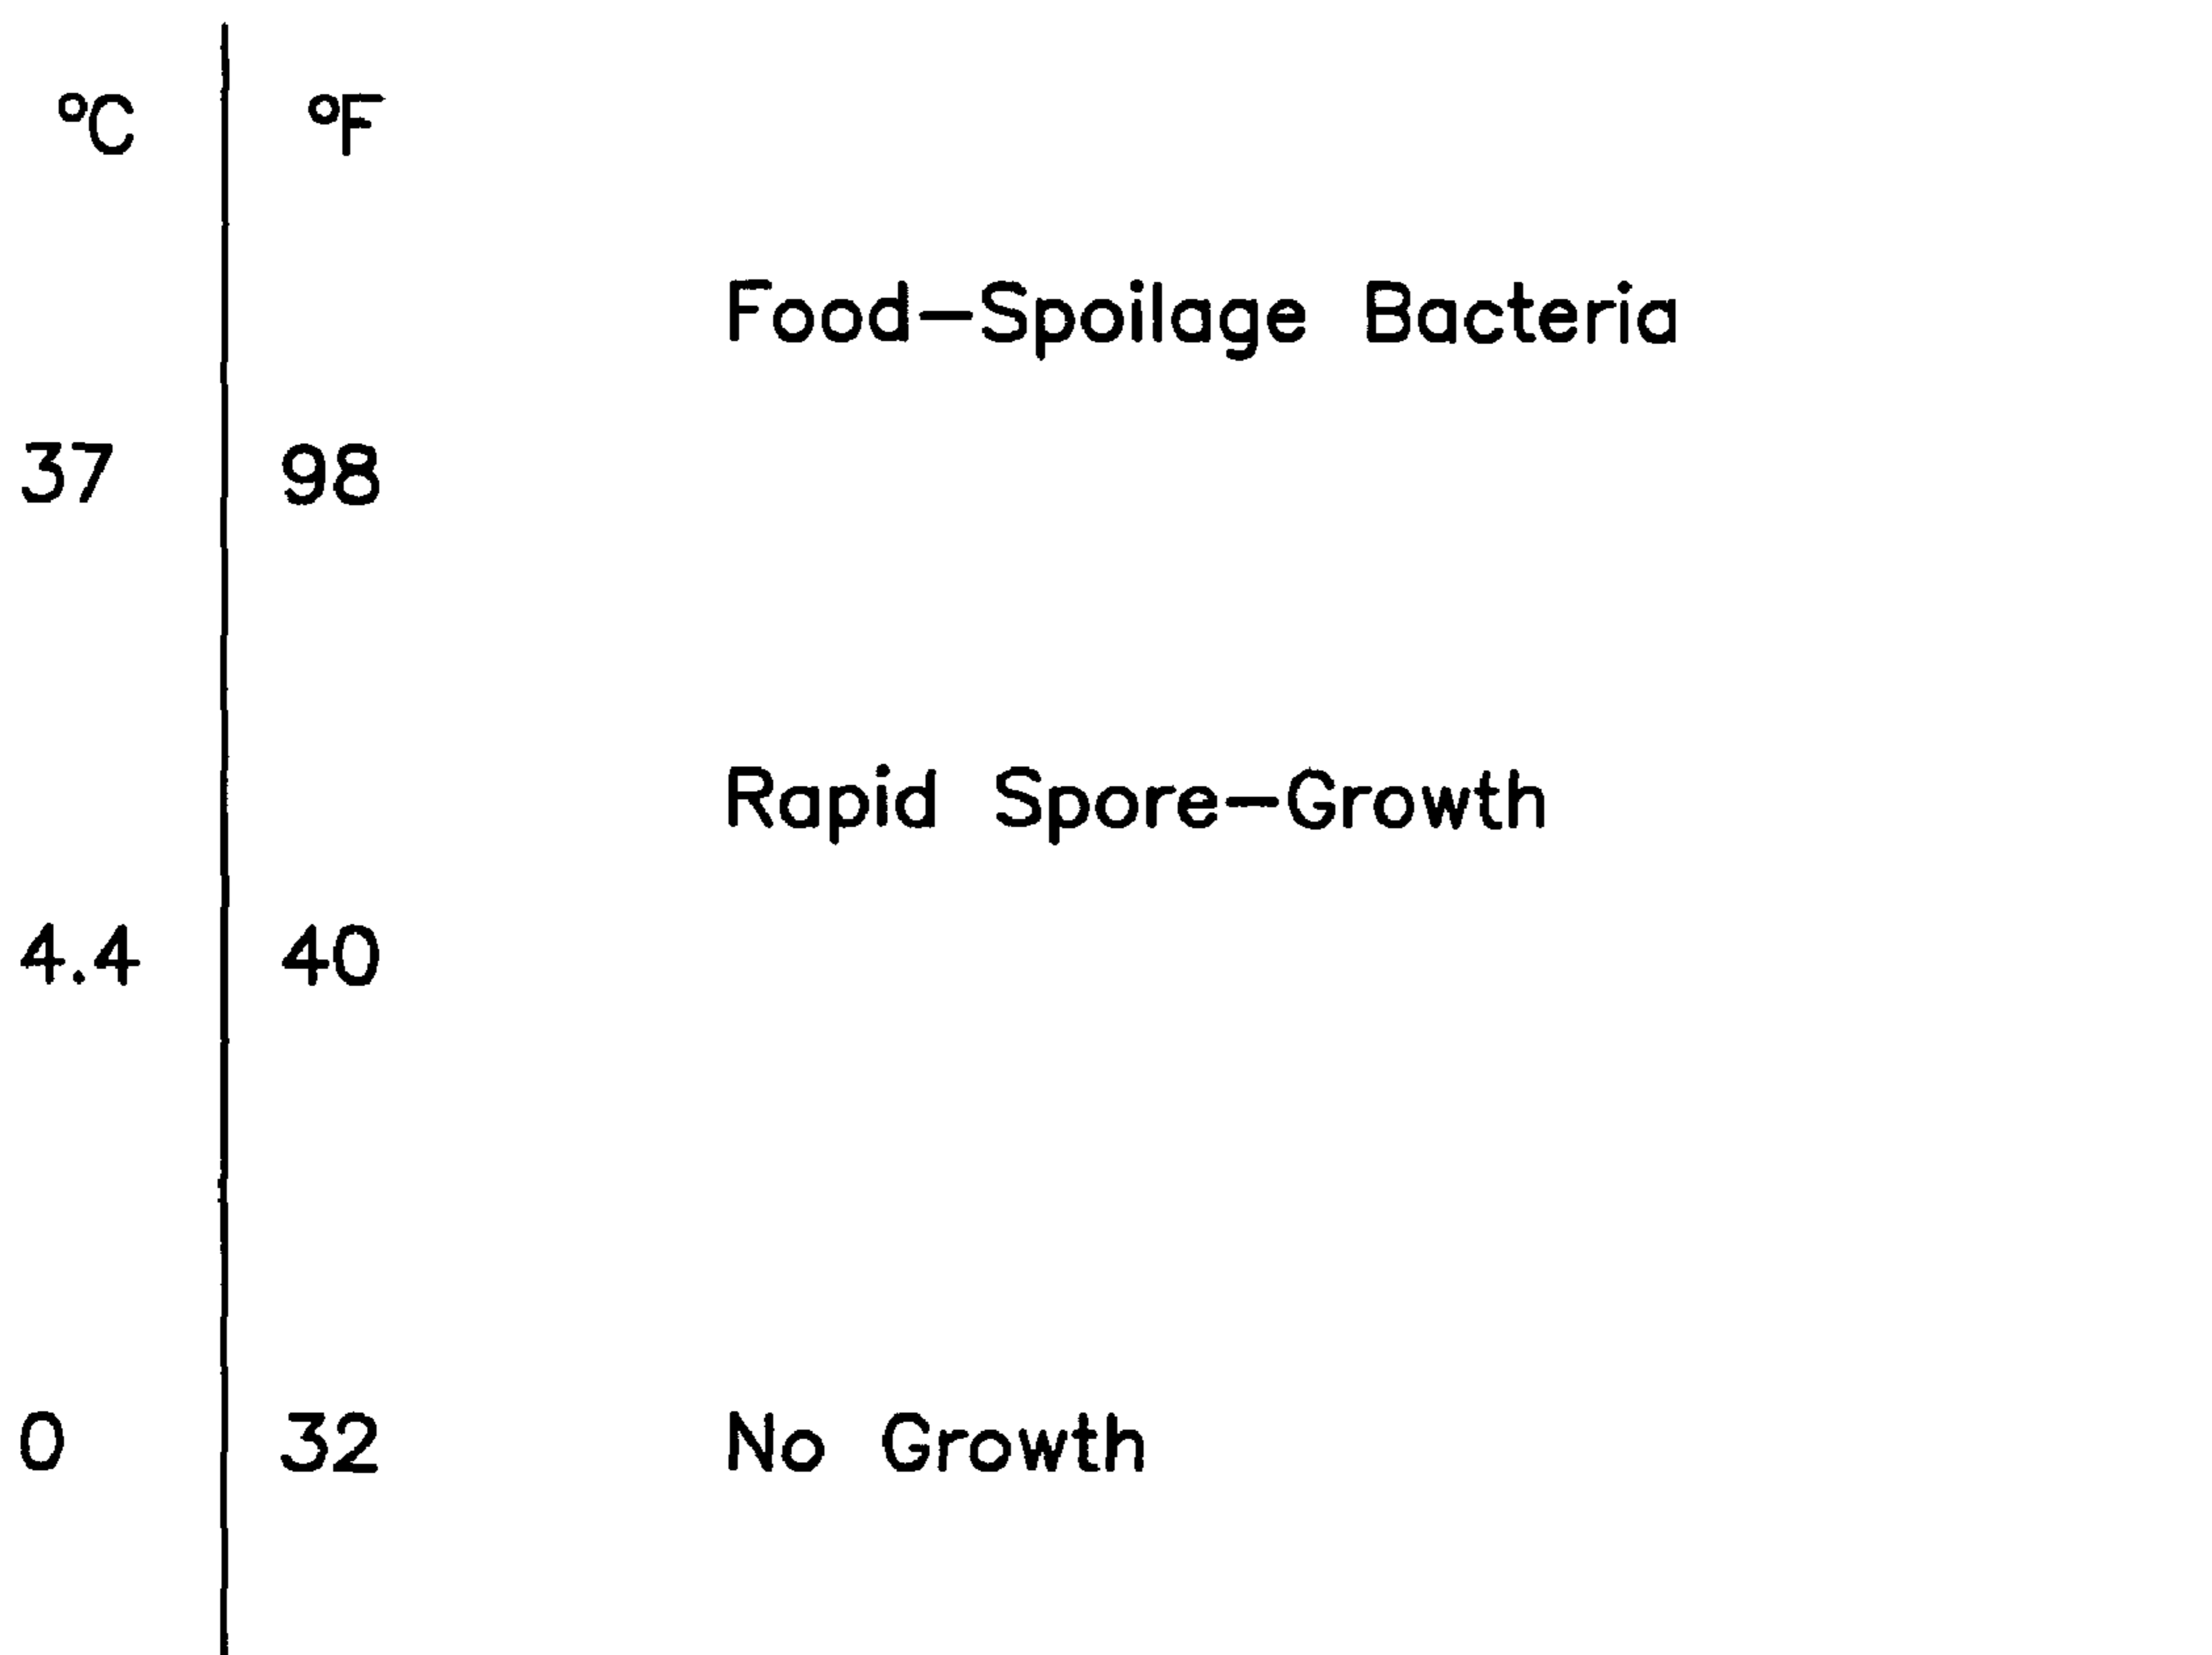 °C °F
Food-Spoilage Bacteria
37 98
Rapid Spore-Growth
4.4 40
0 32 No Growth